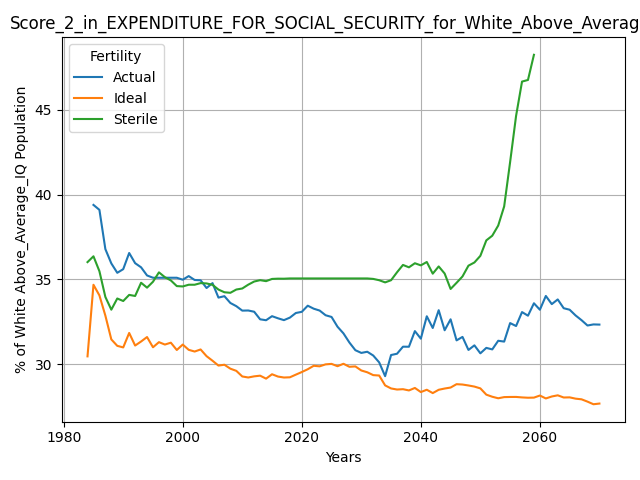 Score_2_in_EXPENDITURE_FOR_SOCIAL_SECURITY_for_White_Above_Averag
Fertility
Actual
Ideal
Sterile
% of White Above_Average_IQ Population
45
40
35
30
1980
2000
2020
2040
2060
Years